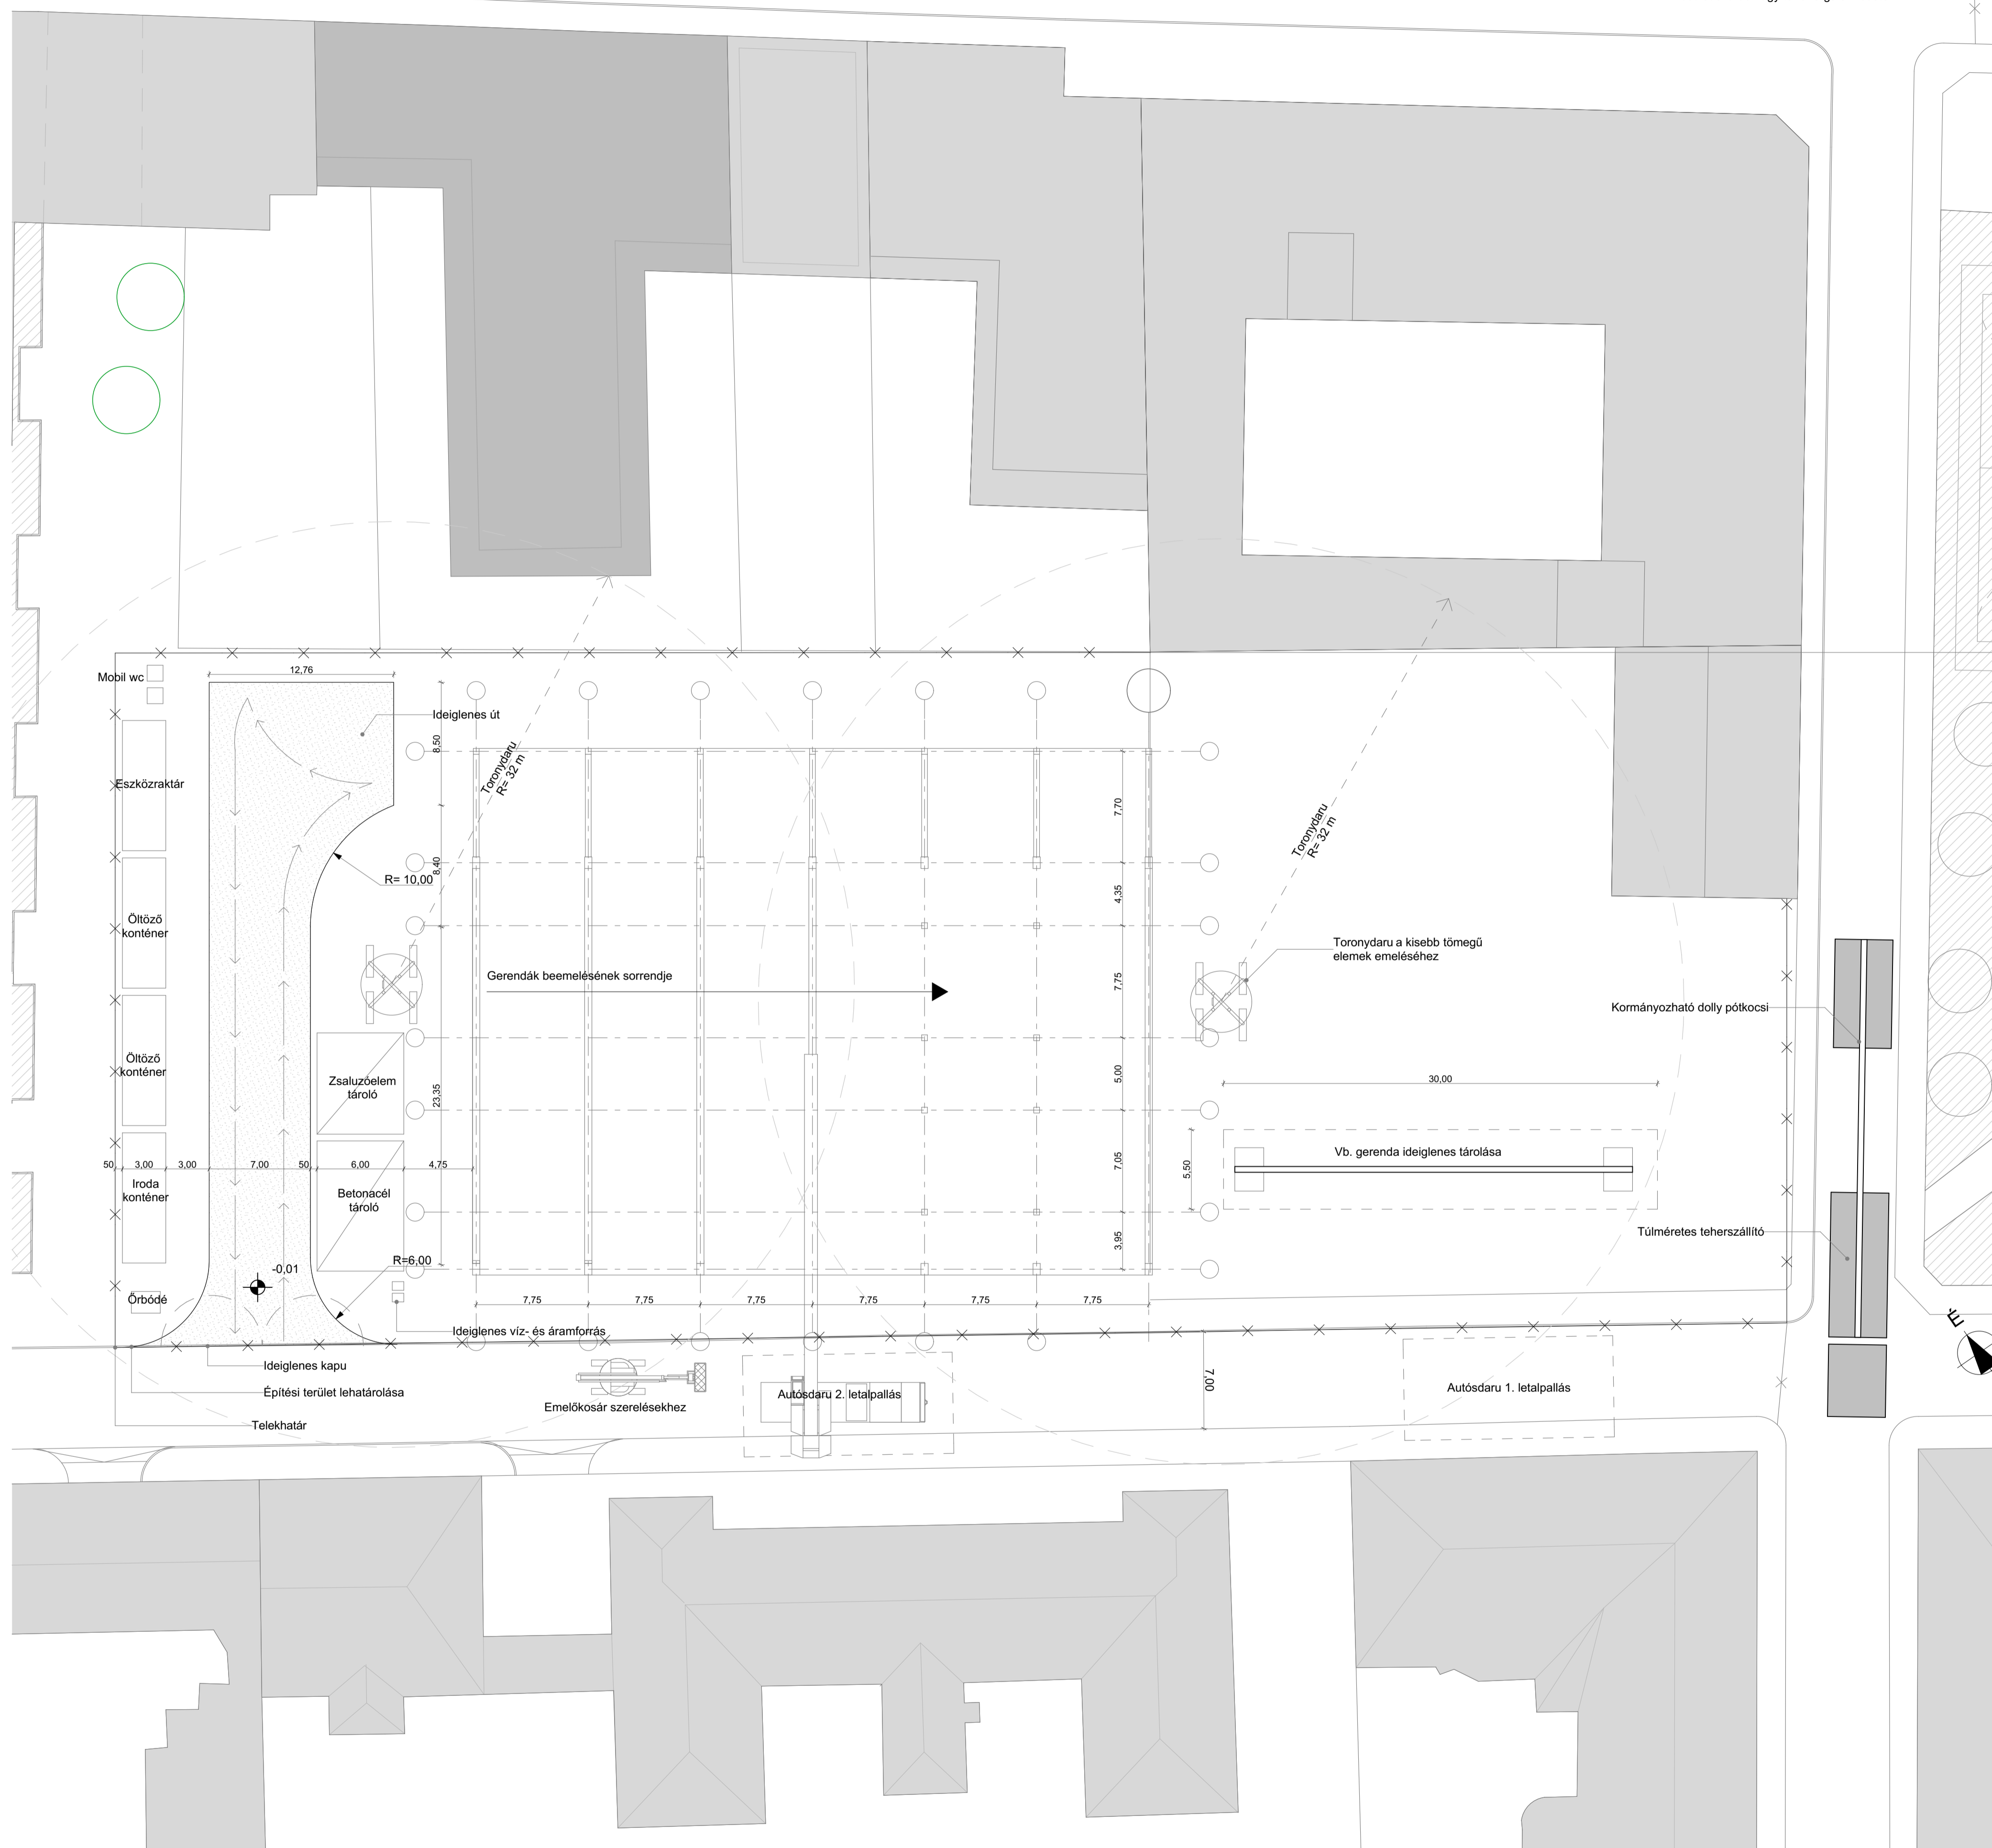 Mobil wc
12,76
Ideiglenes út
8,50
Toronydaru
R= 32 m
Eszközraktár
7,70
Toronydaru
R= 32 m
8,40
R= 10,00
4,35
Öltöző
konténer
Toronydaru a kisebb tömegű
elemek emeléséhez
Gerendák beemelésének sorrendje
7,75
Kormányozható dolly pótkocsi
Öltöző
konténer
Zsaluzóelem
tároló
23,35
5,00
30,00
Vb. gerenda ideiglenes tárolása
50
3,00
3,00
7,00
50
6,00
4,75
7,05
5,50
Iroda
konténer
Betonacél
tároló
Túlméretes teherszállító
3,95
R=6,00
-0,01
Őrbódé
7,75
7,75
7,75
7,75
7,75
7,75
É
Ideiglenes víz- és áramforrás
Ideiglenes kapu
7,00
Építési terület lehatárolása
Autósdaru 2. letalpallás
Autósdaru 1. letalpallás
Emelőkosár szerelésekhez
Telekhatár